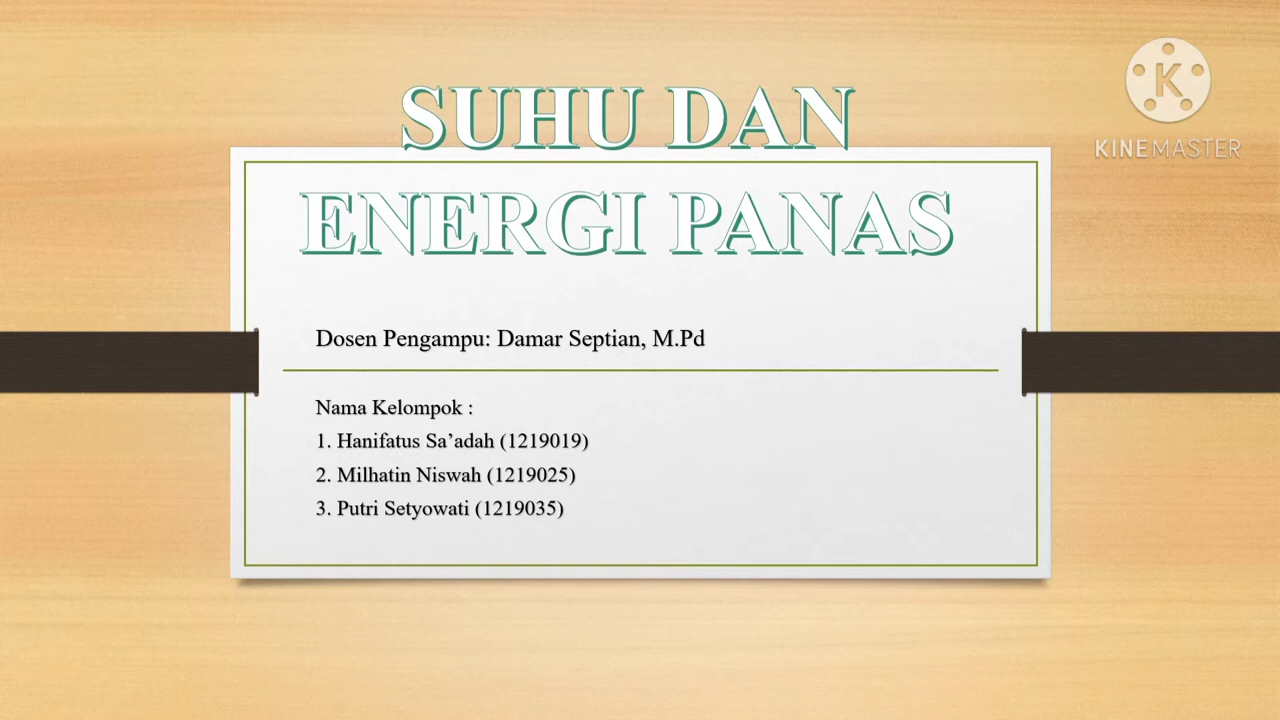 SUHU DAN
ENERGI PANAS
K
KINEMASTER
Dosen Pengampu: Damar Septian, M.Pd
Nama Kelompok :
1. Hanifatus Sa’adah (1219019)
2. Milhatin Niswah (1219025)
3. Putri Setyowati (1219035)